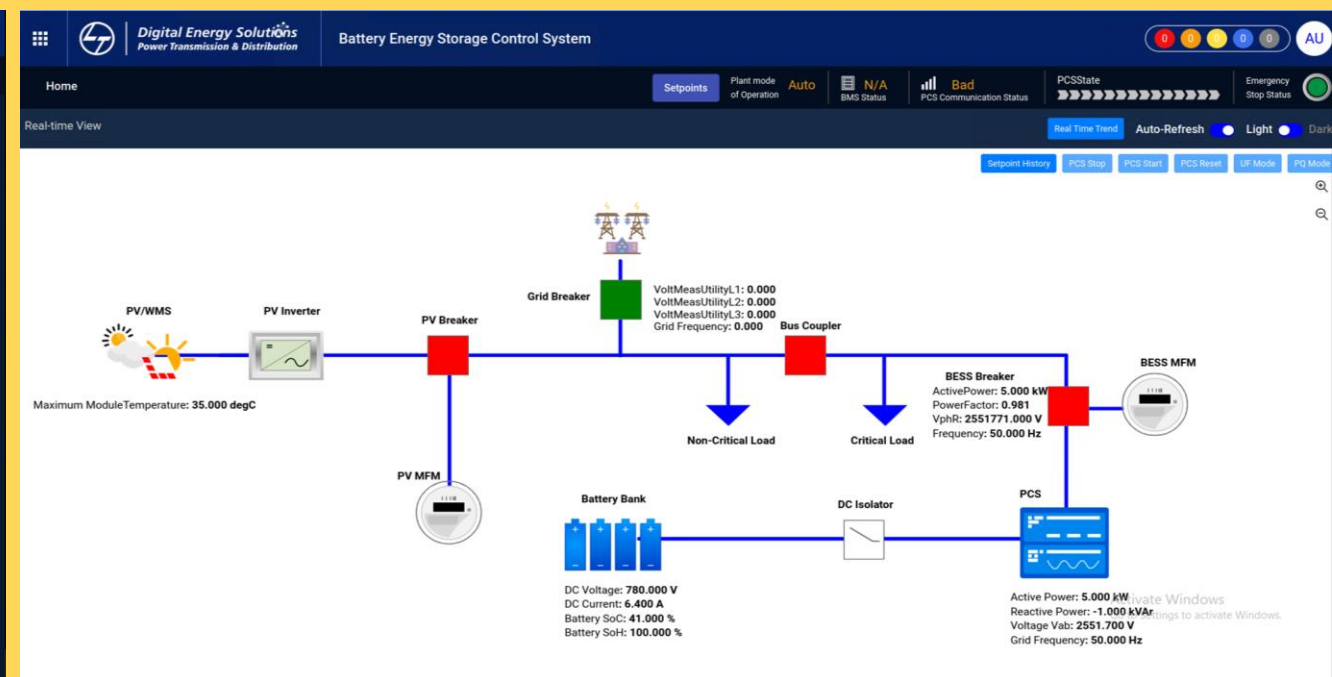 Digital Energy Solutions
Power Transmission & Distribution
Battery Energy Storage Control System
0 0 0 0 0
AU
Home
Setpoints
Plant mode of Operation
Auto
N/A
BMS Status
Bad
PCS Communication Status
PCSState
Emergency
Stop Status
Real-time View
Real Time Trend
Auto-Refresh
Light
Dark
Setpoint History
PCS Stop
PCS Start
PCS Reset
UF Mode
PQ Mode
Grid Breaker
VoltMeasUtilityL1: 0.000
VoltMeasUtilityL2: 0.000
VoltMeasUtilityL3: 0.000
Grid Frequency: 0.000
PV/WMS
PV Inverter
PV Breaker
Bus Coupler
Maximum ModuleTemperature: 35.000 degC
BESS Breaker
ActivePower: 5.000 kW
PowerFactor: 0.981
VphR: 2551771.000 V
Frequency: 50.000 Hz
BESS MFM
Non-Critical Load
Critical Load
PV MFM
Battery Bank
DC Isolator
PCS
DC Voltage: 780.000 V
DC Current: 6.400 A
Battery SoC: 41.000 %
Battery SoH: 100.000 %
Active Power: 5.000 kW
Reactive Power: -1.000 kVAr
Voltage Vab: 2551.700 V
Grid Frequency: 50.000 Hz
Activate Windows
settings to activate Windows.